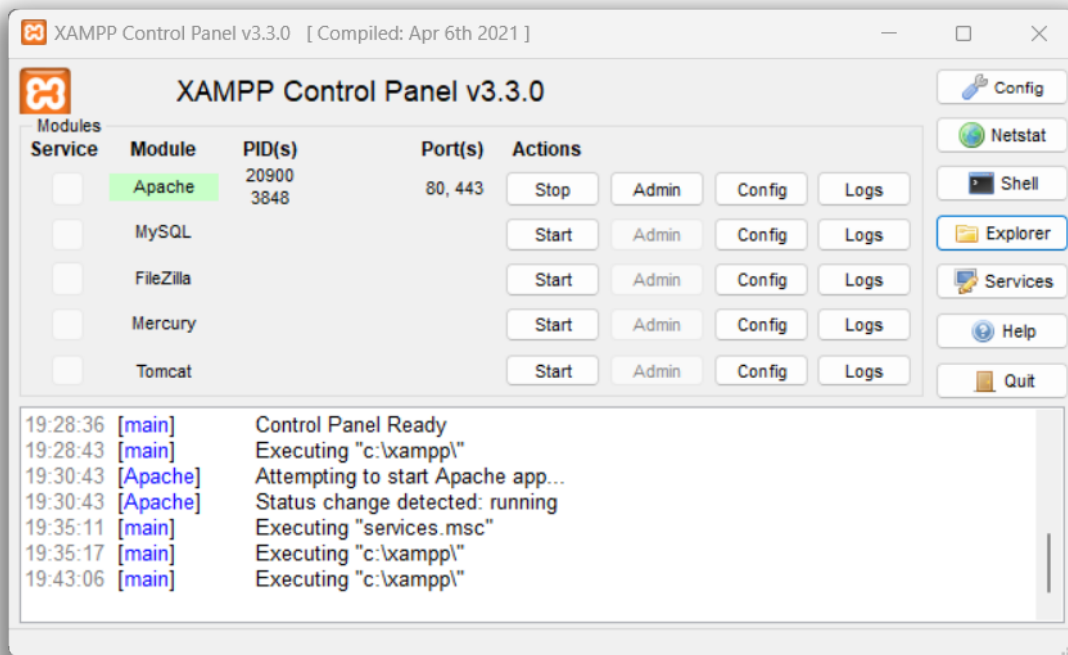 XAMPP Control Panel v3.3.0 [ Compiled: Apr 6th 2021 ]
XAMPP Control Panel v3.3.0
Config
Modules
Netstat
Service Module PID(s) Port(s) Actions
Apache 20900 3848 80, 443 Stop Admin Config Logs
Shell
MySQL Start Admin Config Logs
Explorer
FileZilla Start Admin Config Logs
Services
Mercury Start Admin Config Logs
Help
Tomcat Start Admin Config Logs
Quit
19:28:36 [main] Control Panel Ready
19:28:43 [main] Executing "c:\xampp\"
19:30:43 [Apache] Attempting to start Apache app...
19:30:43 [Apache] Status change detected: running
19:35:11 [main] Executing "services.msc"
19:35:17 [main] Executing "c:\xampp\"
19:43:06 [main] Executing "c:\xampp\"